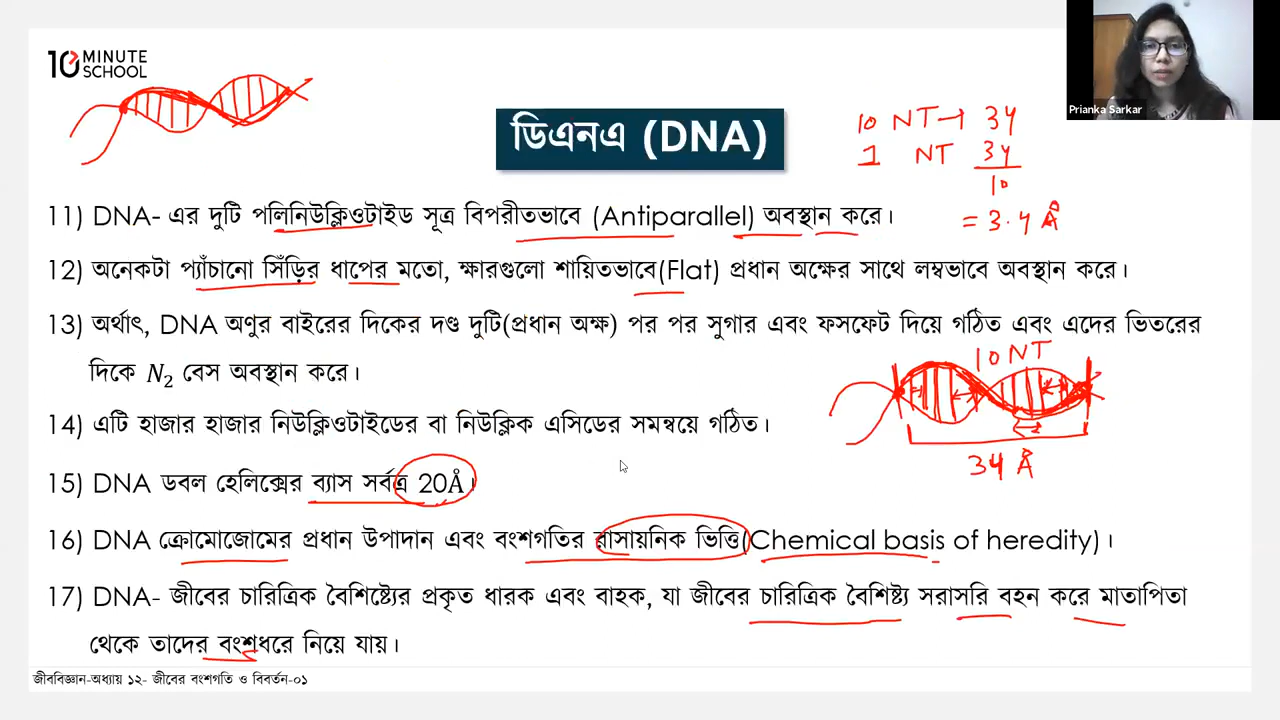 10 MINUTE
SCHOOL
Prianka Sarkar
ডিএনএ (DNA)
10 NT → 34
1 NT 34
10
= 3.4 Å
11) DNA- এর দুটি পলিনিউক্লিওটাইড সূত্র বিপরীতভাবে (Antiparallel) অবস্থান করে।
12) অনেকটা প্যাঁচানো সিঁড়ির ধাপের মতো, ক্ষারগুলো শায়িতভাবে(Flat) প্রধান অক্ষের সাথে লম্বভাবে অবস্থান করে।
13) অর্থাৎ, DNA অণুর বাইরের দিকের দণ্ড দুটি(প্রধান অক্ষ) পর পর সুগার এবং ফসফেট দিয়ে গঠিত এবং এদের ভিতরের
দিকে N₂ বেস অবস্থান করে।
10 NT
14) এটি হাজার হাজার নিউক্লিওটাইডের বা নিউক্লিক এসিডের সমন্বয়ে গঠিত।
34 Å
15) DNA ডবল হেলিক্সের ব্যাস সর্বত্র 20Å।
16) DNA ক্রোমোজোমের প্রধান উপাদান এবং বংশগতির রাসায়নিক ভিত্তি(Chemical basis of heredity)।
17) DNA- জীবের চারিত্রিক বৈশিষ্ট্যের প্রকৃত ধারক এবং বাহক, যা জীবের চারিত্রিক বৈশিষ্ট্য সরাসরি বহন করে মাতাপিতা
থেকে তাদের বংশধরে নিয়ে যায়।
জীববিজ্ঞান-অধ্যায় ১২- জীবের বংশগতি ও বিবর্তন-০১